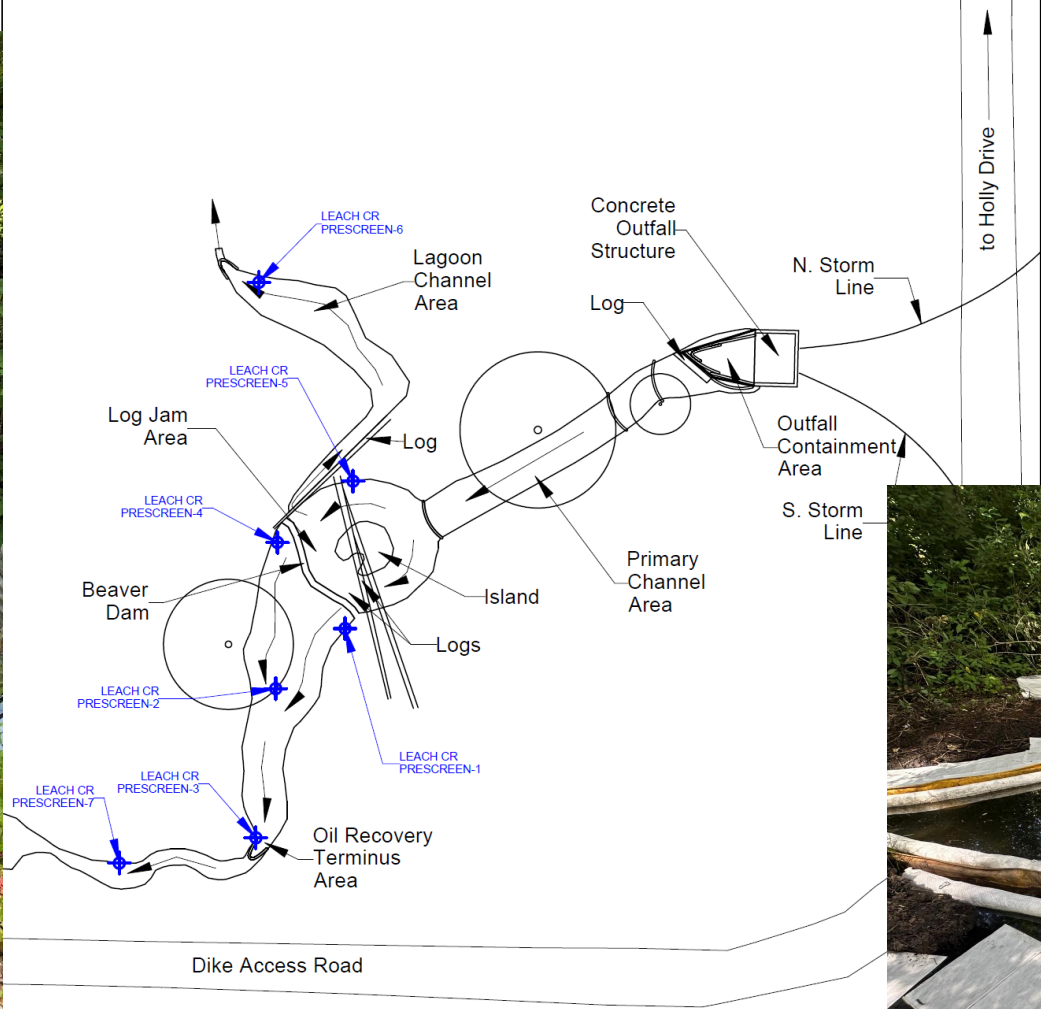 to Holly Drive
Concrete
Outfall
Structure
LEACH CR
PRESCREEN-6
Lagoon
Channel
Area
N. Storm
Line
Log
LEACH CR
PRESCREEN-5
Log Jam
Area
Log
Outfall
Containment
Area
LEACH CR
PRESCREEN-4
S. Storm
Line
Primary
Channel
Area
Beaver
Dam
Island
Logs
LEACH CR
PRESCREEN-2
LEACH CR
PRESCREEN-1
LEACH CR
PRESCREEN-3
LEACH CR
PRESCREEN-7
Oil Recovery
Terminus
Area
Dike Access Road